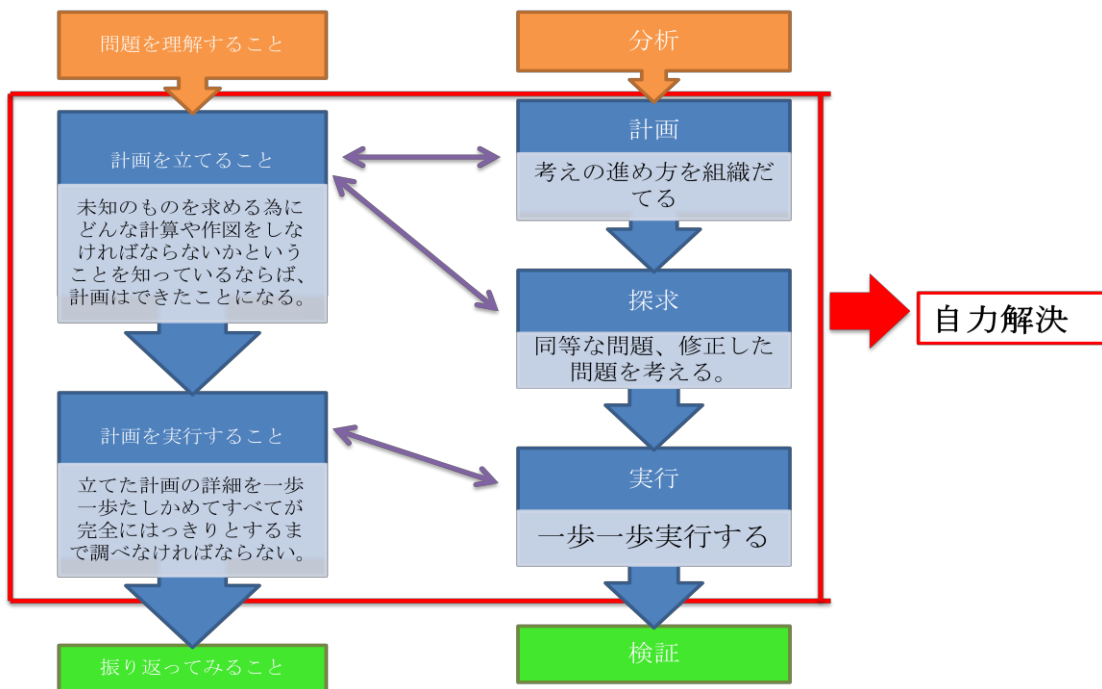 問題を理解すること
計画を立てること
未知のものを求める為に
どんな計算や作図をしな
ければならないかという
ことを知っているならば、
計画はできたことになる。
計画を実行すること
立てた計画の詳細を一歩
一歩たしかめてすべてが
完全にはっきりとするま
で調べなければならない。
振り返ってみること
分析
計画
考えの進め方を組織だ
てる
探求
同等な問題、修正した
問題を考える。
実行
一歩一歩実行する
検証
自力解決